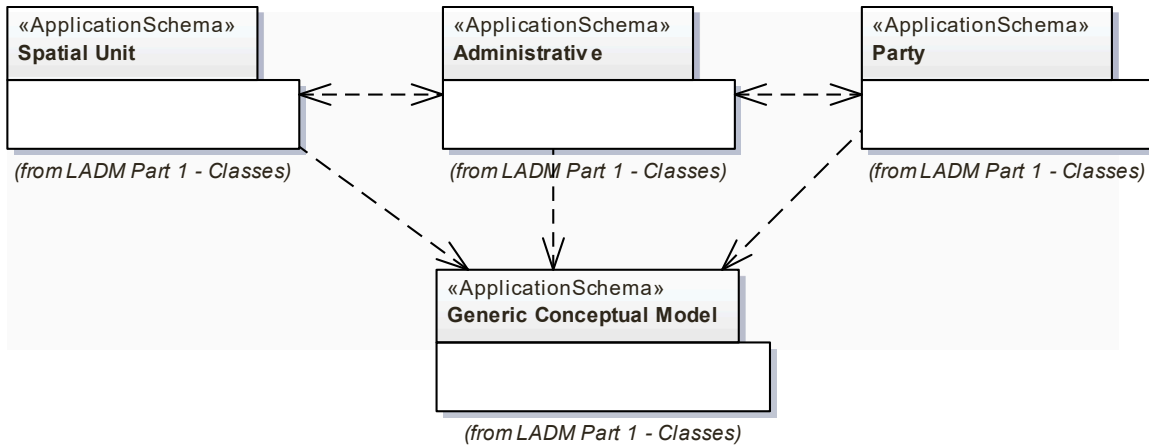 «ApplicationSchema»
Spatial Unit
«ApplicationSchema»
Administrative
«ApplicationSchema»
Party
(from LADM Part 1 - Classes)
(from LADM Part 1 - Classes)
(from LADM Part 1 - Classes)
«ApplicationSchema»
Generic Conceptual Model
(from LADM Part 1 - Classes)